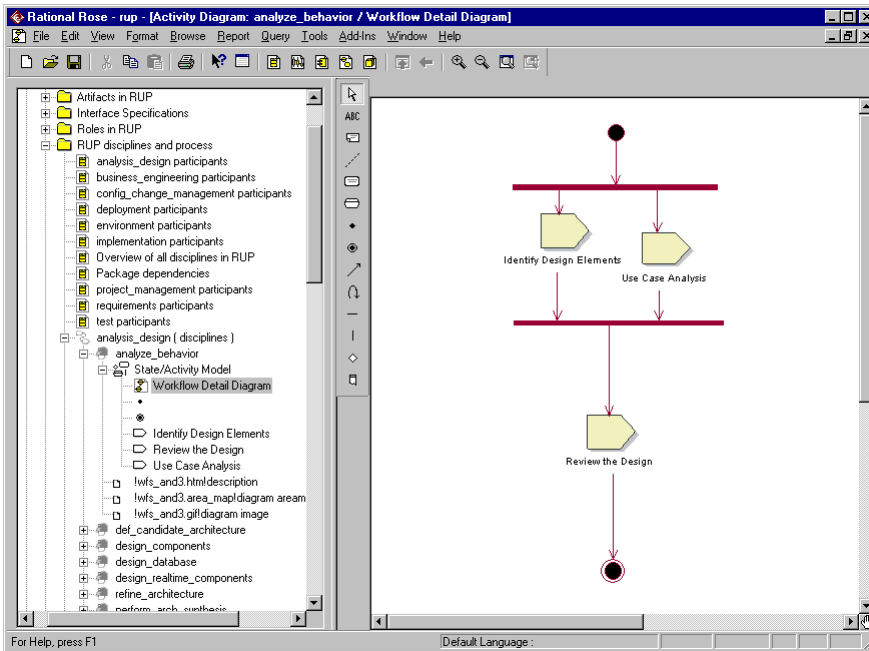 Rational Rose - rup - [Activity Diagram: analyze_behavior / Workflow Detail Diagram]
File Edit View Format Browse Report Query Tools Add-Ins Window Help
Artifacts in RUP
Interface Specifications
Roles in RUP
RUP disciplines and process
analysis_design participants
business_engineering participants
config_change_management participants
deployment participants
environment participants
implementation participants
Overview of all disciplines in RUP
Package dependencies
project_management participants
requirements participants
test participants
analysis_design ( disciplines )
analyze_behavior
State/Activity Model
Workflow Detail Diagram
Identify Design Elements
Review the Design
Use Case Analysis
!wfs_and3.htm!description
!wfs_and3.area_map!diagram aream
!wfs_and3.gif!diagram image
def_candidate_architecture
design_components
design_database
design_realtime_components
refine_architecture
perform_arch_synthesis
ABC
Identify Design Elements
Use Case Analysis
Review the Design
For Help, press F1
Default Language :